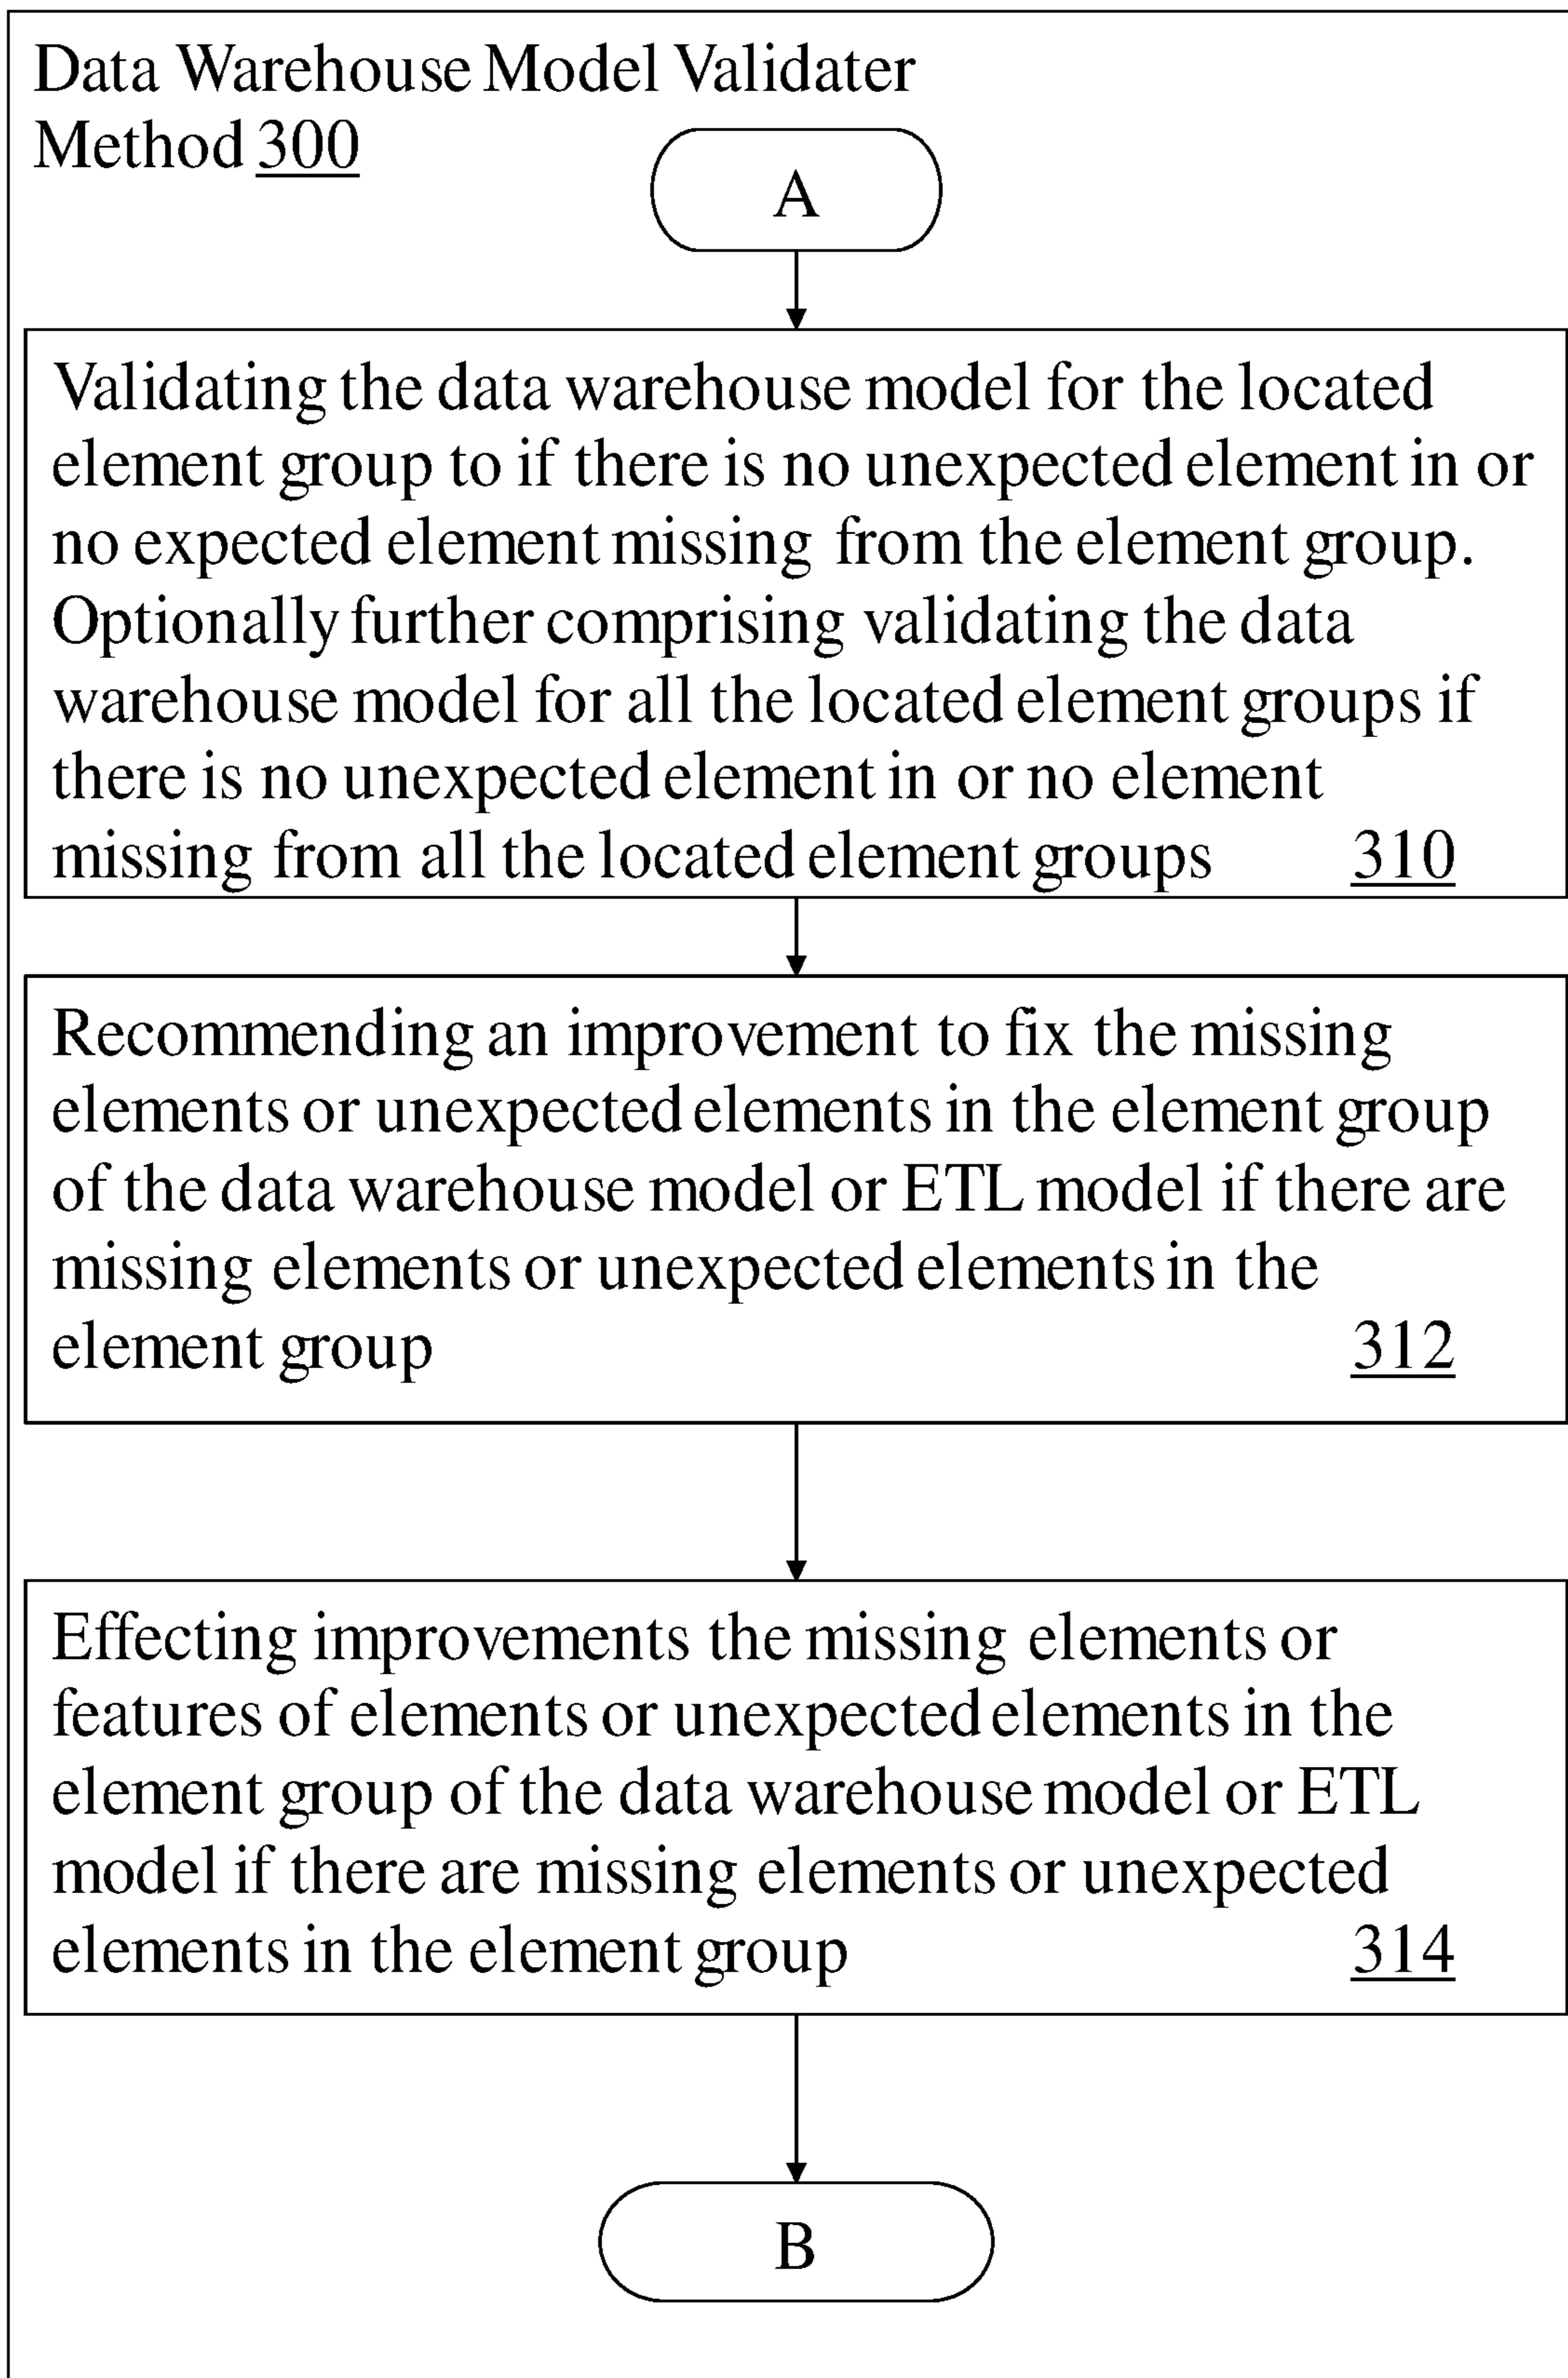 Data Warehouse Model Validater
Method 300
A
Validating the data warehouse model for the located
element group to if there is no unexpected element in or
no expected element missing from the element group.
Optionally further comprising validating the data
warehouse model for all the located element groups if
there is no unexpected element in or no element
missing from all the located element groups 310
Recommending an improvement to fix the missing
elements or unexpected elements in the element group
of the data warehouse model or ETL model if there are
missing elements or unexpected elements in the
element group 312
Effecting improvements the missing elements or
features of elements or unexpected elements in the
element group of the data warehouse model or ETL
model if there are missing elements or unexpected
elements in the element group 314
B